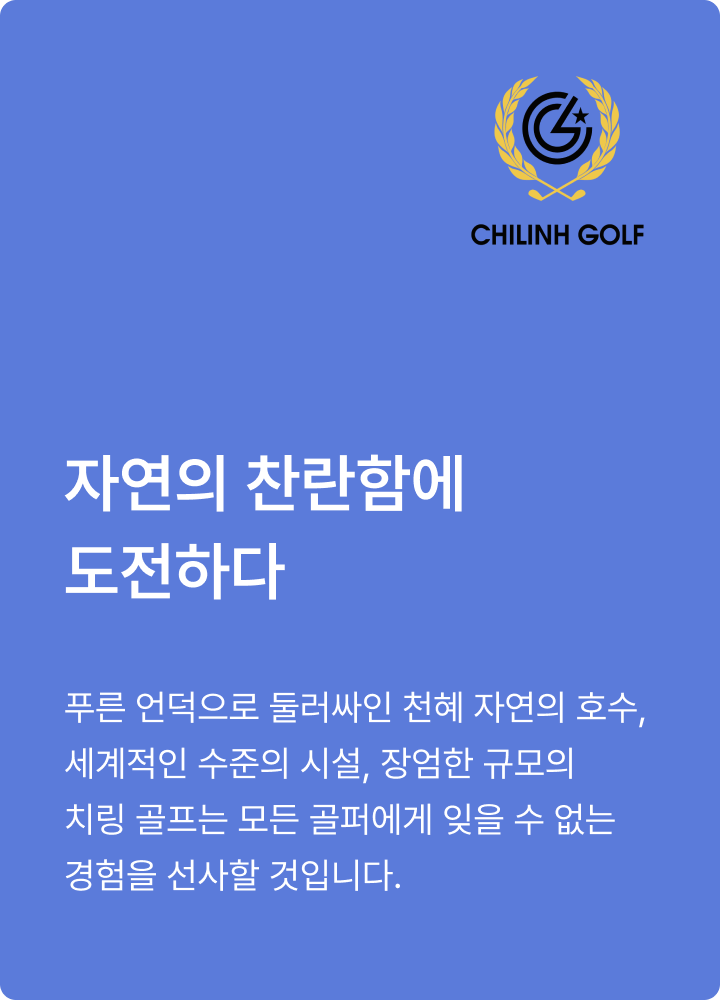 CHILINH GOLF
자연의 찬란함에
도전하다
푸른 언덕으로 둘러싸인 천혜 자연의 호수,
세계적인 수준의 시설, 장엄한 규모의
치링 골프는 모든 골퍼에게 잊을 수 없는
경험을 선사할 것입니다.